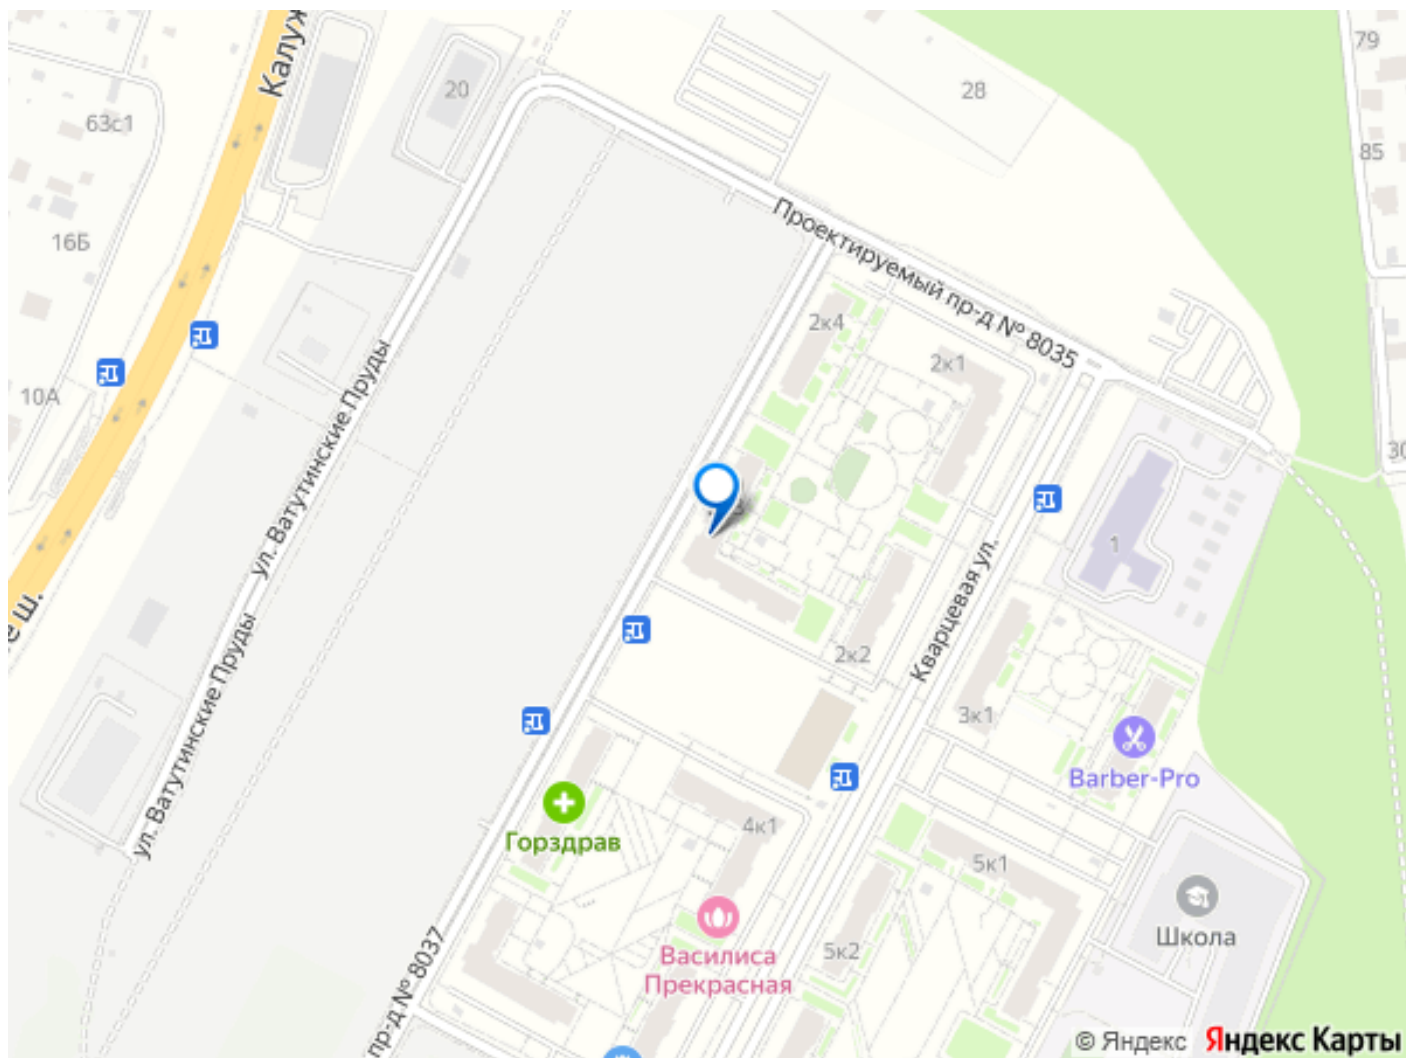 Калуж
79
20
28
63с1
85
16Б
Проектируемый пр-д № 8035
2к4
2к1
10А
ул. Ватутинские Пруды
30
1
Кварцевая ул.
е ш.
2к2
ул. Ватутинские Пруды
3к1
Barber-Pro
Горздрав
4к1
5к1
Школа
5к2
Василиса
Прекрасная
пр-д № 8037
© Яндекс Яндекс Карты